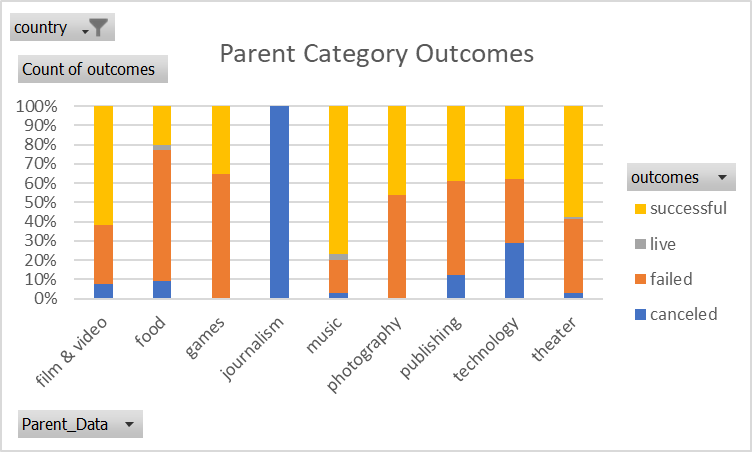 country
Parent Category Outcomes
Count of outcomes
100%
90%
80%
70%
60%
50%
40%
30%
20%
10%
0%
film & video
food
games
journalism
music
photography
publishing
technology
theater
outcomes
successful
live
failed
canceled
Parent_Data